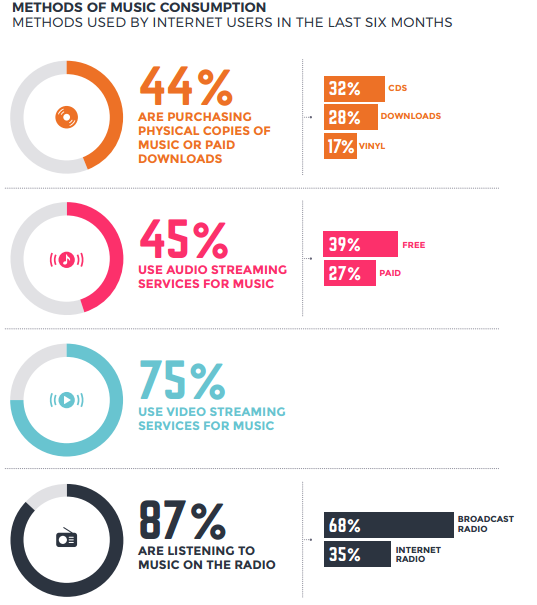 METHODS OF MUSIC CONSUMPTION
METHODS USED BY INTERNET USERS IN THE LAST SIX MONTHS
44%
ARE PURCHASING
PHYSICAL COPIES OF
MUSIC OR PAID
DOWNLOADS
32% CDS
28% DOWNLOADS
17% VINYL
45%
USE AUDIO STREAMING
SERVICES FOR MUSIC
39% FREE
27% PAID
75%
USE VIDEO STREAMING
SERVICES FOR MUSIC
87%
ARE LISTENING TO
MUSIC ON THE RADIO
68% BROADCAST
RADIO
35% INTERNET
RADIO